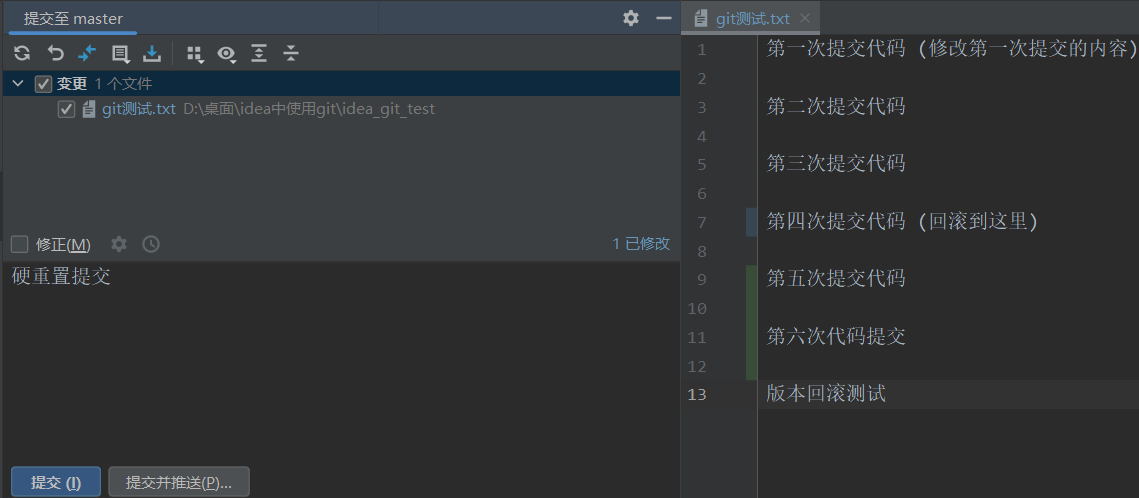 提交至 master
变更 1 个文件
git测试.txt D:\桌面\idea中使用git\idea_git_test
修正(M)
1 已修改
硬重置提交
提交 (I)
提交并推送(P)...
git测试.txt
1 第一次提交代码 (修改第一次提交的内容)
2
3 第二次提交代码
4
5 第三次提交代码
6
7 第四次提交代码 (回滚到这里)
8
9 第五次提交代码
10
11 第六次代码提交
12
13 版本回滚测试